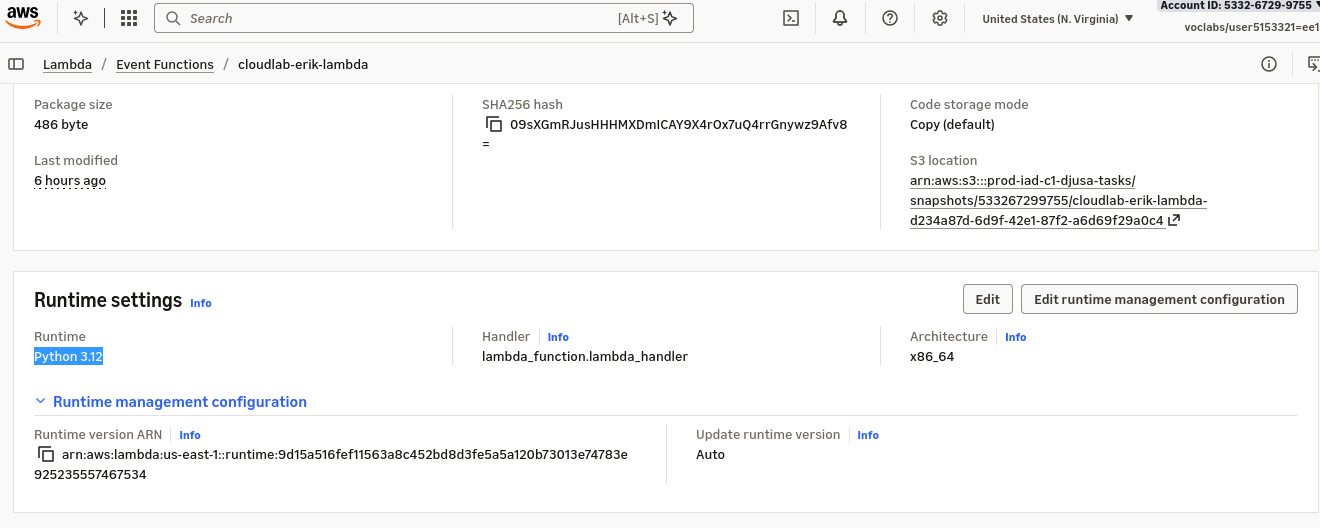 aws
Search [Alt+S]
United States (N. Virginia)
Account ID: 5332-6729-9755
voclabs/user5153321=ee1
Lambda / Event Functions / cloudlab-erik-lambda
Package size
486 byte
Last modified
6 hours ago
SHA256 hash
09sXGmRJusHHHMXDmICAY9X4rOx7uQ4rrGnywz9Afv8
=
Code storage mode
Copy (default)
S3 location
arn:aws:s3:::prod-iad-c1-djusa-tasks/
snapshots/533267299755/cloudlab-erik-lambda-
d234a87d-6d9f-42e1-87f2-a6d69f29a0c4
Runtime settings Info
Edit
Edit runtime management configuration
Runtime
Python 3.12
Handler Info
lambda_function.lambda_handler
Architecture Info
x86_64
Runtime management configuration
Runtime version ARN Info
arn:aws:lambda:us-east-1::runtime:9d15a516fef11563a8c452bd8d3fe5a5a120b73013e74783e
925235557467534
Update runtime version Info
Auto